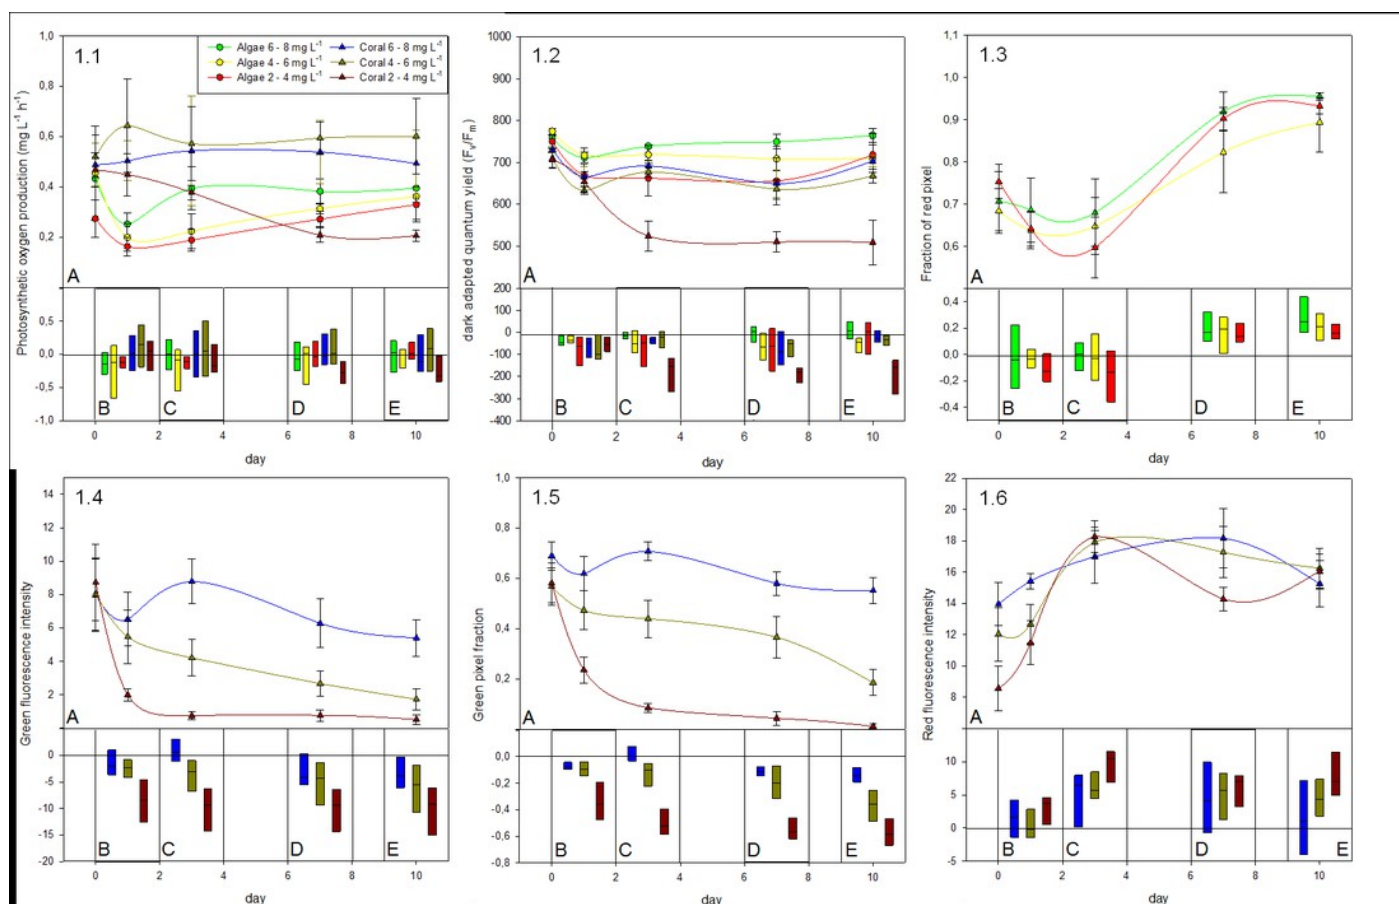 1.1
Algae 6 - 8 mg L⁻¹ Coral 6 - 8 mg L⁻¹
Algae 4 - 6 mg L⁻¹ Coral 4 - 6 mg L⁻¹
Algae 2 - 4 mg L⁻¹ Coral 2 - 4 mg L⁻¹
Photosynthetic oxygen production (mg L⁻¹ h⁻¹)
1,0
0,8
0,6
0,4
0,2
A
0,5
0,0
-0,5
-1,0
B C D E
0 2 4 6 8 10
day
1.2
dark adapted quantum yield (Fv/Fm)
1000
900
800
700
600
500
400
A
200
100
0
-100
-200
-300
-400
B C D E
0 2 4 6 8 10
day
1.3
Fraction of red pixel
1,1
1,0
0,9
0,8
0,7
0,6
A
0,4
0,2
0,0
-0,2
-0,4
B C D E
0 2 4 6 8 10
day
1.4
Green fluorescence intensity
14
12
10
8
6
4
2
A
0
-5
-10
-15
-20
B C D E
0 2 4 6 8 10
day
1.5
Green pixel fraction
1,0
0,8
0,6
0,4
0,2
A
0,0
-0,2
-0,4
-0,6
-0,8
B C D E
0 2 4 6 8 10
day
1.6
Red fluorescence intensity
22
20
18
16
14
12
10
8
A
10
5
0
-5
B C D E
0 2 4 6 8 10
day